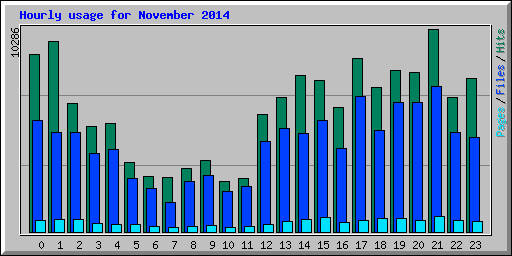 Hourly usage for November 2014
10286
Pages/Files/Hits
0 1 2 3 4 5 6 7 8 9 10 11 12 13 14 15 16 17 18 19 20 21 22 23